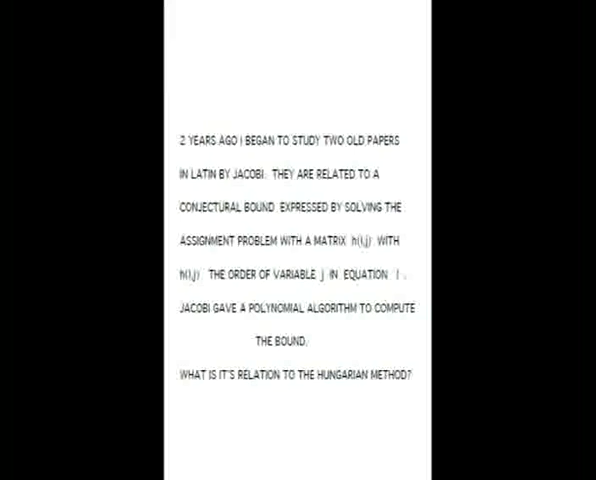 2 YEARS AGO I BEGAN TO STUDY TWO OLD PAPERS
IN LATIN BY JACOBI. THEY ARE RELATED TO A
CONJECTURAL BOUND EXPRESSED BY SOLVING THE
ASSIGNMENT PROBLEM WITH A MATRIX h(i,j) WITH
h(i,j) THE ORDER OF VARIABLE j IN EQUATION i .
JACOBI GAVE A POLYNOMIAL ALGORITHM TO COMPUTE
THE BOUND.
WHAT IS IT'S RELATION TO THE HUNGARIAN METHOD?